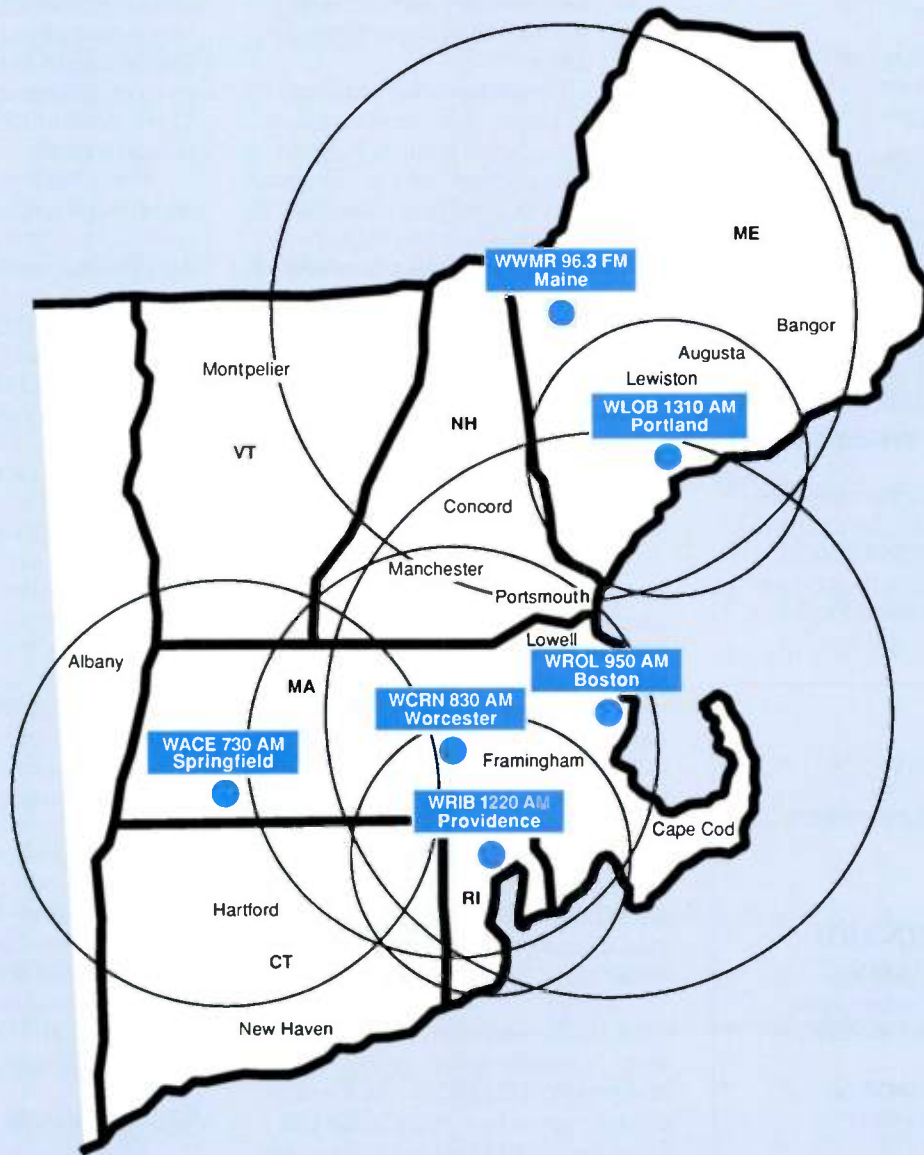 ME
WWMR 96.3 FM
Maine
Bangor
Augusta
Montpelier
Lewiston
WLOB 1310 AM
Portland
NH
VT
Concord
Manchester
Portsmouth
Lowell
Albany
WROL 950 AM
Boston
MA
WCRN 830 AM
Worcester
WACE 730 AM
Springfield
Framingham
WRIB 1220 AM
Providence
Cape Cod
RI
Hartford
CT
New Haven